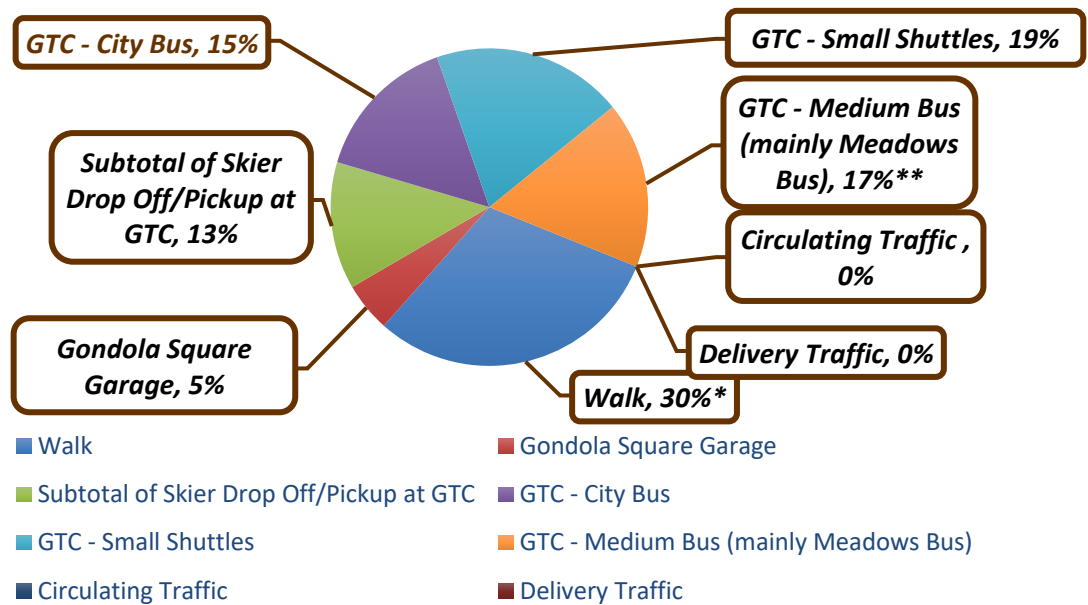 GTC - City Bus, 15%
GTC - Small Shuttles, 19%
GTC - Medium Bus
(mainly Meadows
Bus), 17%**
Subtotal of Skier
Drop Off/Pickup at
GTC, 13%
Circulating Traffic ,
0%
Gondola Square
Garage, 5%
Delivery Traffic, 0%
Walk, 30%*
Walk
Gondola Square Garage
Subtotal of Skier Drop Off/Pickup at GTC
GTC - City Bus
GTC - Small Shuttles
GTC - Medium Bus (mainly Meadows Bus)
Circulating Traffic
Delivery Traffic